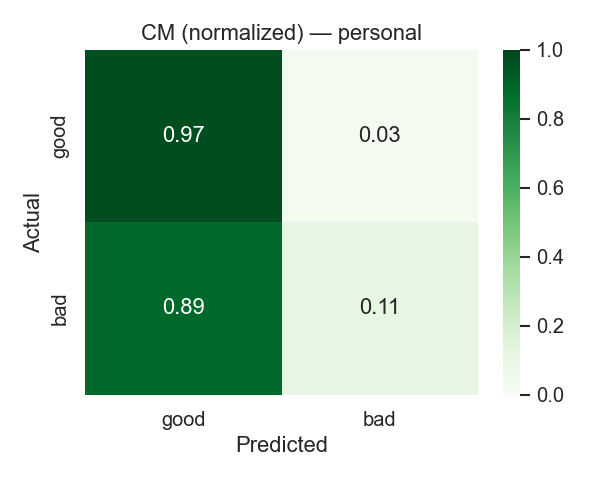 CM (normalized) — personal
Actual
good
bad
0.97
0.03
0.89
0.11
good
bad
Predicted
1.0
0.8
0.6
0.4
0.2
0.0